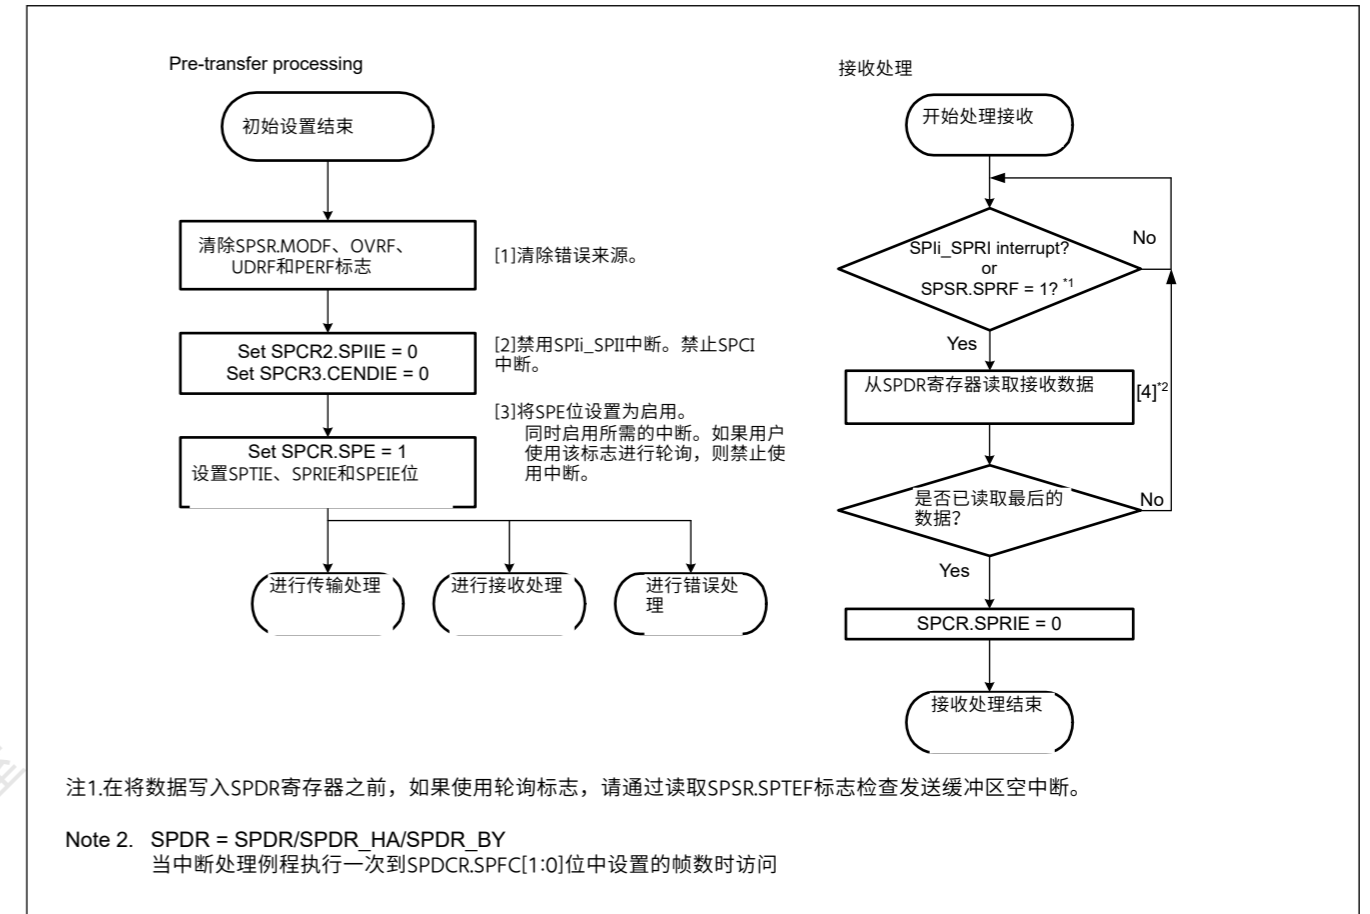 Pre-transfer processing
初始设置结束
清除SPSR.MODF、OVRF、
UDRF和PERF标志
[1]清除错误来源。
Set SPCR2.SPIIE = 0
Set SPCR3.CENDIE = 0
[2]禁用SPIi_SPII中断。禁止SPCI
中断。
[3]将SPE位设置为启用。
同时启用所需的中断。如果用户
使用该标志进行轮询，则禁止使
用中断。
Set SPCR.SPE = 1
设置SPTIE、SPRIE和SPEIE位
进行传输处理
进行接收处理
进行错误处
理
接收处理
开始处理接收
SPIi_SPRI interrupt?
or
SPSR.SPRF = 1? *1
No
Yes
从SPDR寄存器读取接收数据
[4]*2
是否已读取最后的
数据？
No
Yes
SPCR.SPRIE = 0
接收处理结束
注1.在将数据写入SPDR寄存器之前，如果使用轮询标志，请通过读取SPSR.SPTEF标志检查发送缓冲区空中断。
Note 2. SPDR = SPDR/SPDR_HA/SPDR_BY
当中断处理例程执行一次到SPDCR.SPFC[1:0]位中设置的帧数时访问